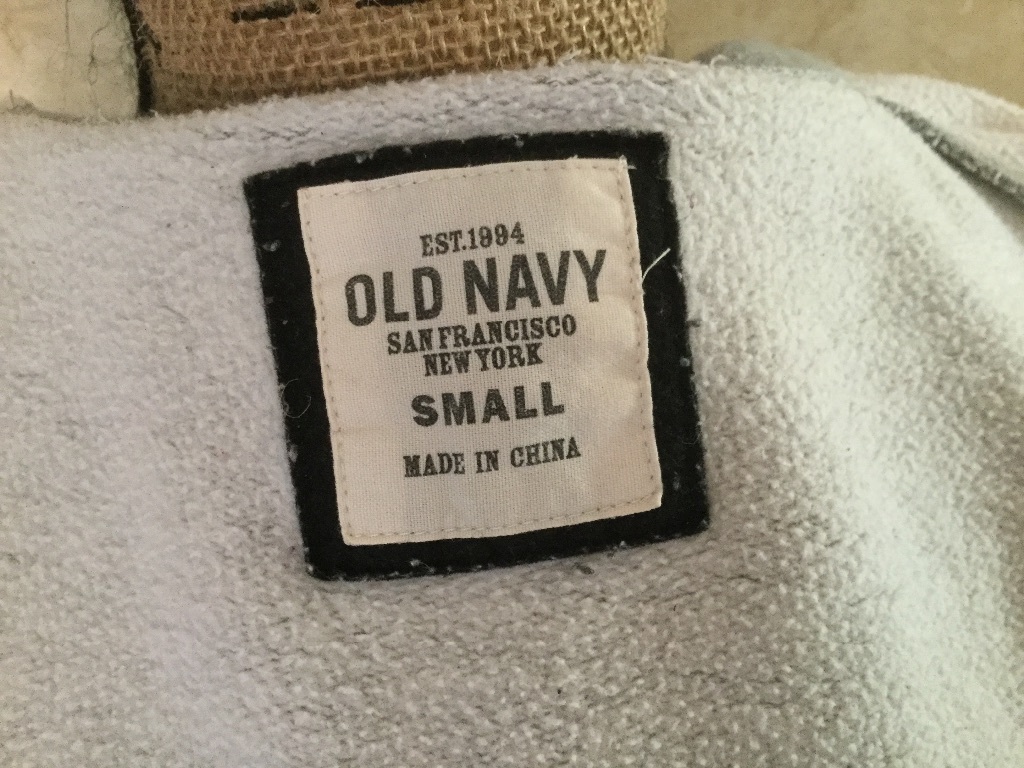 EST.1994
OLD NAVY
SAN FRANCISCO
NEW YORK
SMALL
MADE IN CHINA